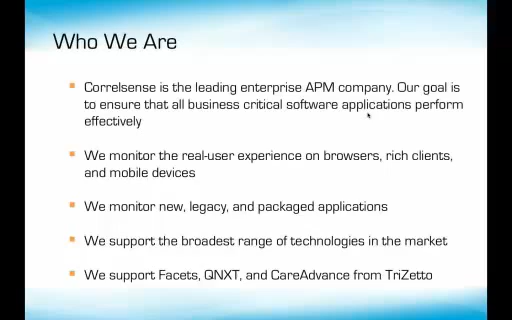 Who We Are
Correlsense is the leading enterprise APM company. Our goal is
to ensure that all business critical software applications perform
effectively
We monitor the real-user experience on browsers, rich clients,
and mobile devices
We monitor new, legacy, and packaged applications
We support the broadest range of technologies in the market
We support Facets, QNXT, and CareAdvance from TriZetto